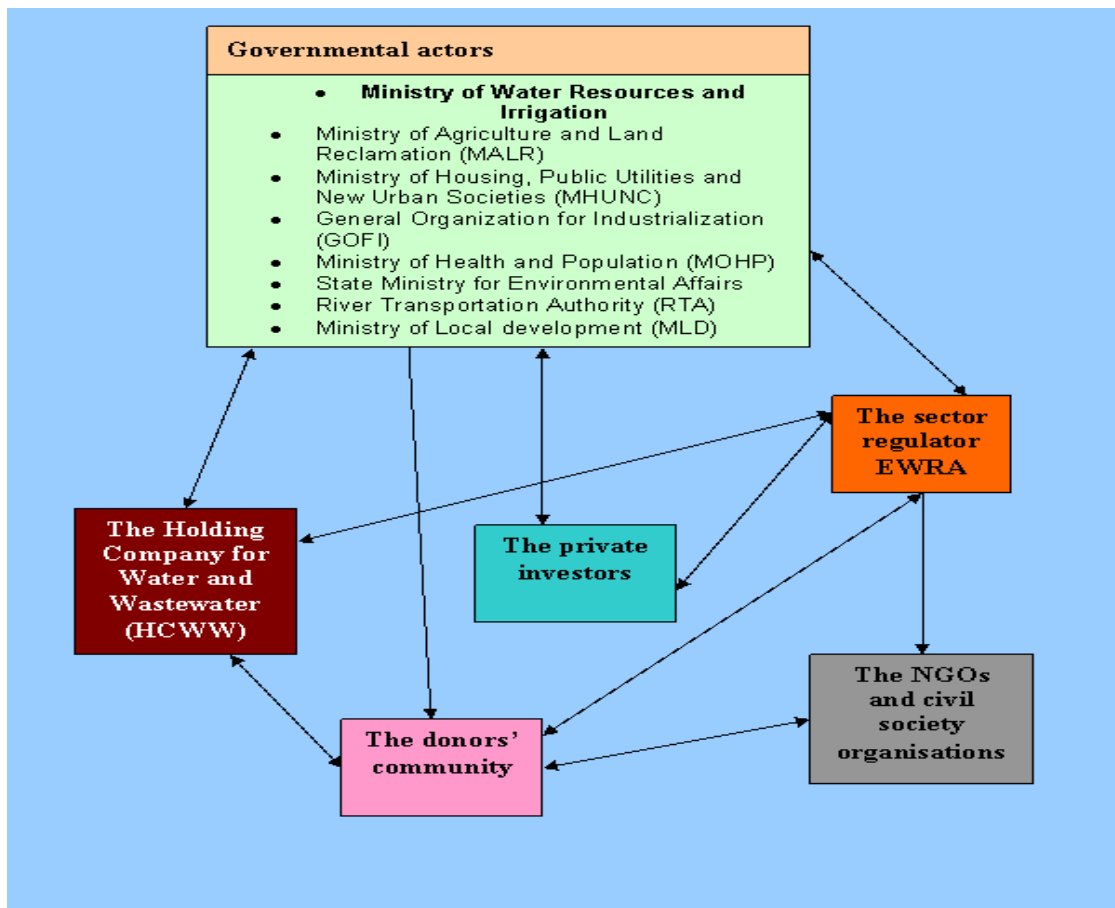 Governmental actors
• Ministry of Water Resources and
Irrigation
• Ministry of Agriculture and Land
Reclamation (MALR)
• Ministry of Housing, Public Utilities and
New Urban Societies (MHUNC)
• General Organization for Industrialization
(GOFI)
• Ministry of Health and Population (MOHP)
• State Ministry for Environmental Affairs
• River Transportation Authority (RTA)
• Ministry of Local development (MLD)
The sector
regulator
EWRA
The Holding
Company for
Water and
Wastewater
(HCWW)
The private
investors
The NGOs
and civil
society
organisations
The donors’
community